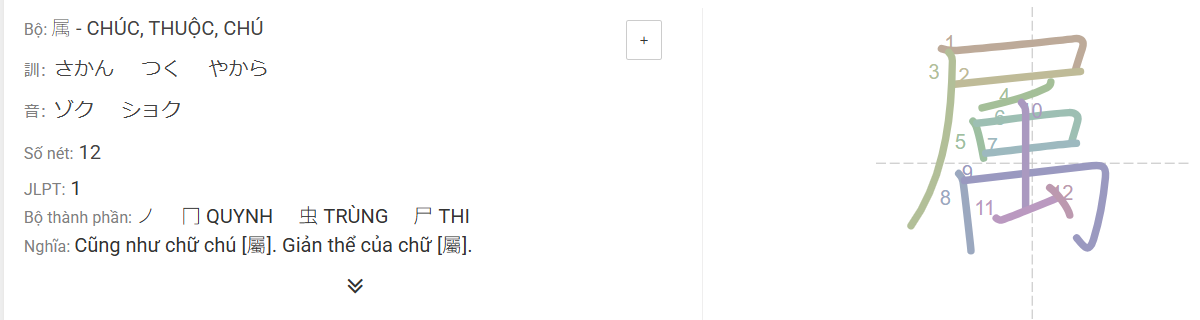 Bộ: 属 - CHÚC, THUỘC, CHÚ
+
訓: さかん つく やから
音: ゾク ショク
Số nét: 12
JLPT: 1
Bộ thành phần: ノ 冂 QUYNH 虫 TRÙNG 尸 THI
Nghĩa: Cũng như chữ chú [屬]. Giản thể của chữ [屬].
属
1
3 2
4
0
6
5 7
9
8 11 12